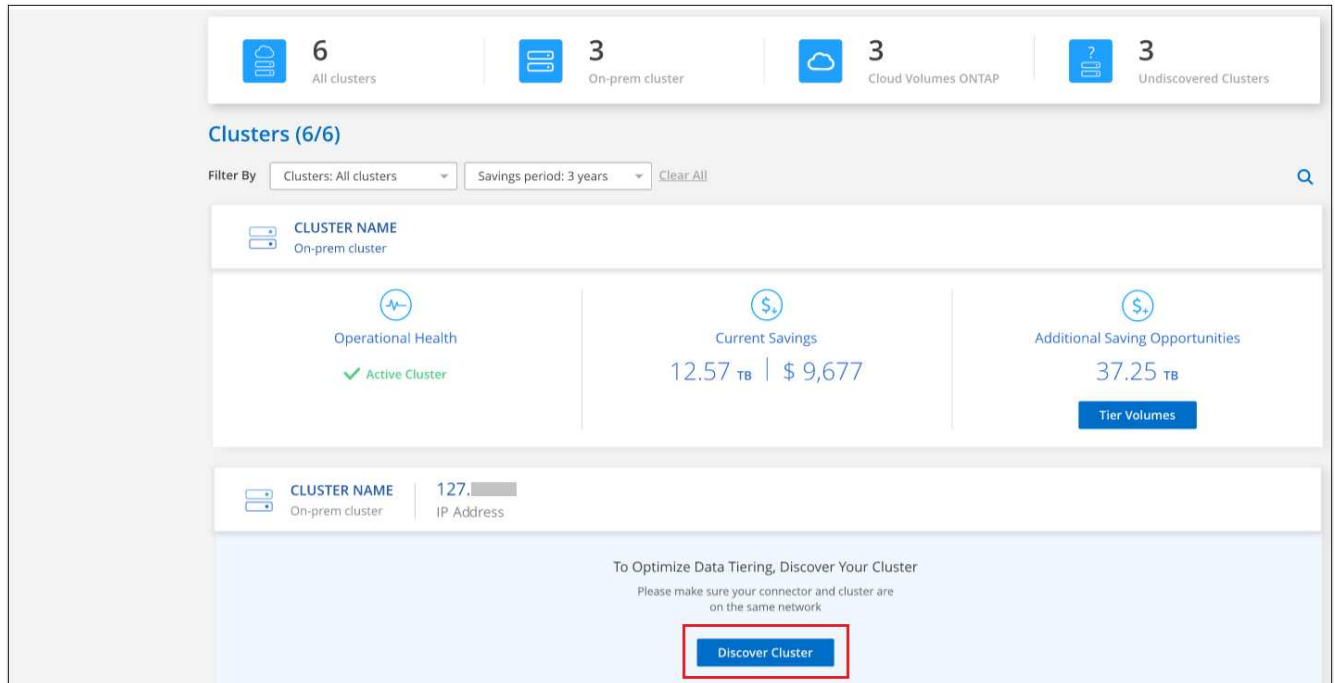 6
All clusters
3
On-prem cluster
3
Cloud Volumes ONTAP
?
3
Undiscovered Clusters
Clusters (6/6)
Filter By Clusters: All clusters Savings period: 3 years Clear All
CLUSTER NAME
On-prem cluster
Operational Health
Active Cluster
Current Savings
12.57 TB | $ 9,677
Additional Saving Opportunities
37.25 TB
Tier Volumes
CLUSTER NAME
On-prem cluster
127.
IP Address
To Optimize Data Tiering, Discover Your Cluster
Please make sure your connector and cluster are
on the same network
Discover Cluster